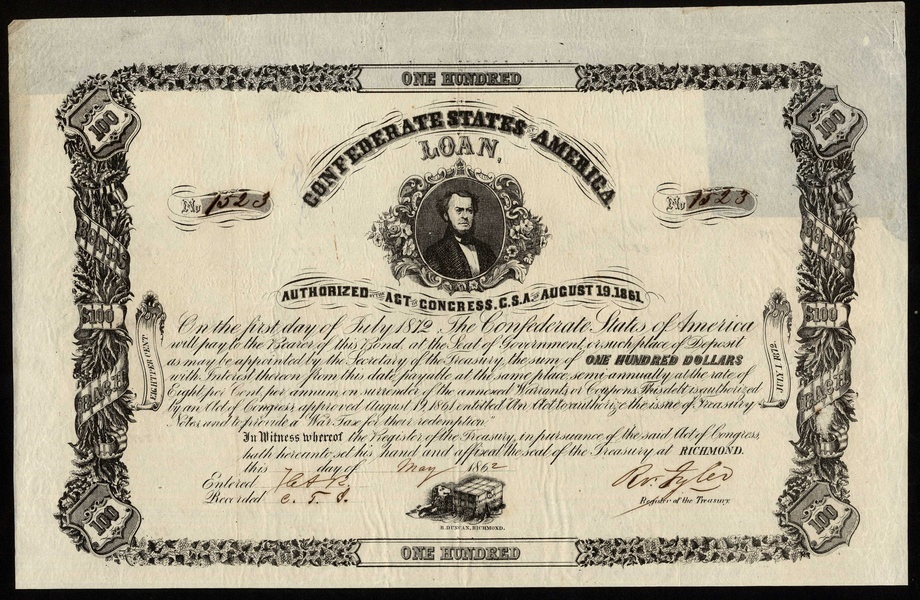 ONE HUNDRED
100
100
CONFEDERATE STATES OF AMERICA
LOAN,
No 1523
No 1523
AUTHORIZED BY THE ACT OF CONGRESS, C.S.A. OF AUGUST 19, 1861.
BONDS
BONDS
$100
$100
EACH
EACH
EIGHT PER CENT
JULY 1, 1872.
On the first day of July 1872, The Confederate States of America
will pay to the Bearer of this Bond, at the Seat of Government, or such place of Deposit
as may be appointed by the Secretary of the Treasury, the sum of ONE HUNDRED DOLLARS
with Interest thereon from this date, payable at the same place semi-annually at the rate of
Eight per Cent, per annum, on surrender of the annexed Warrants or Coupons. This debt is authorized
by an Act of Congress approved August 19, 1861 entitled An Act to authorize the issue of Treasury
Notes and to provide a War Tax for their redemption
In Witness whereof the Register of the Treasury, in pursuance of the said Act of Congress,
hath hereunto set his hand and affixed the seal of the Treasury at RICHMOND.
this day of May 1862
Entered
Recorded C. T. J.
Ro. Tyler
Register of the Treasury.
R. DUNCAN, RICHMOND.
100
100
ONE HUNDRED